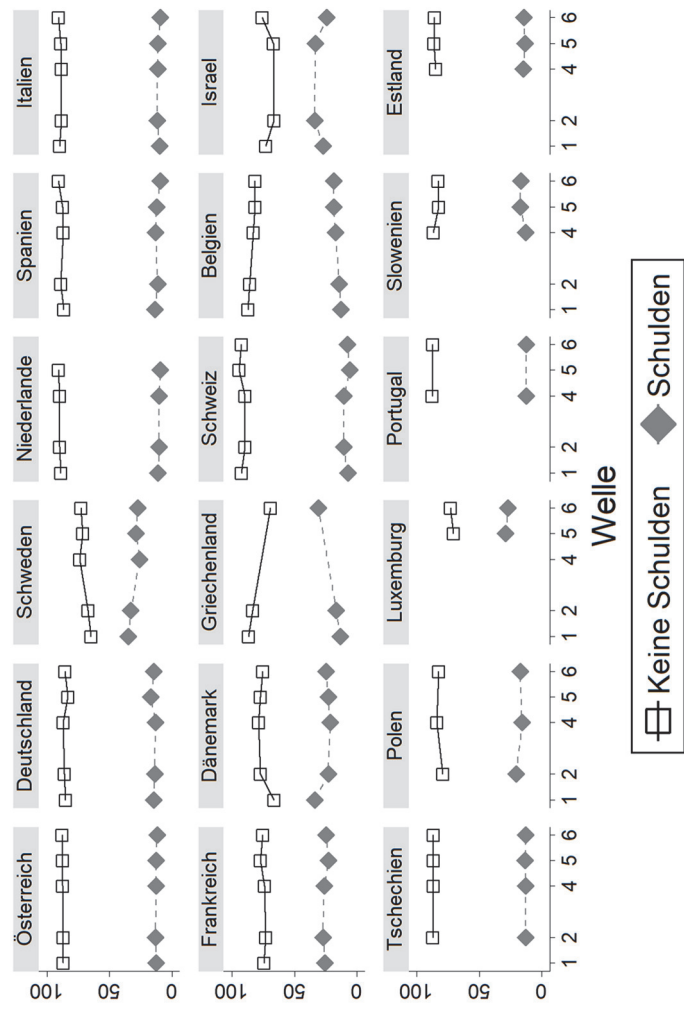 Österreich Deutschland Schweden Niederlande Spanien Italien
100
50
0
Frankreich Dänemark Griechenland Schweiz Belgien Israel
100
50
0
Tschechien Polen Luxemburg Portugal Slowenien Estland
100
50
0
1 2 4 5 6 1 2 4 5 6 1 2 4 5 6 1 2 4 5 6 1 2 4 5 6 1 2 4 5 6
Welle
Keine Schulden Schulden